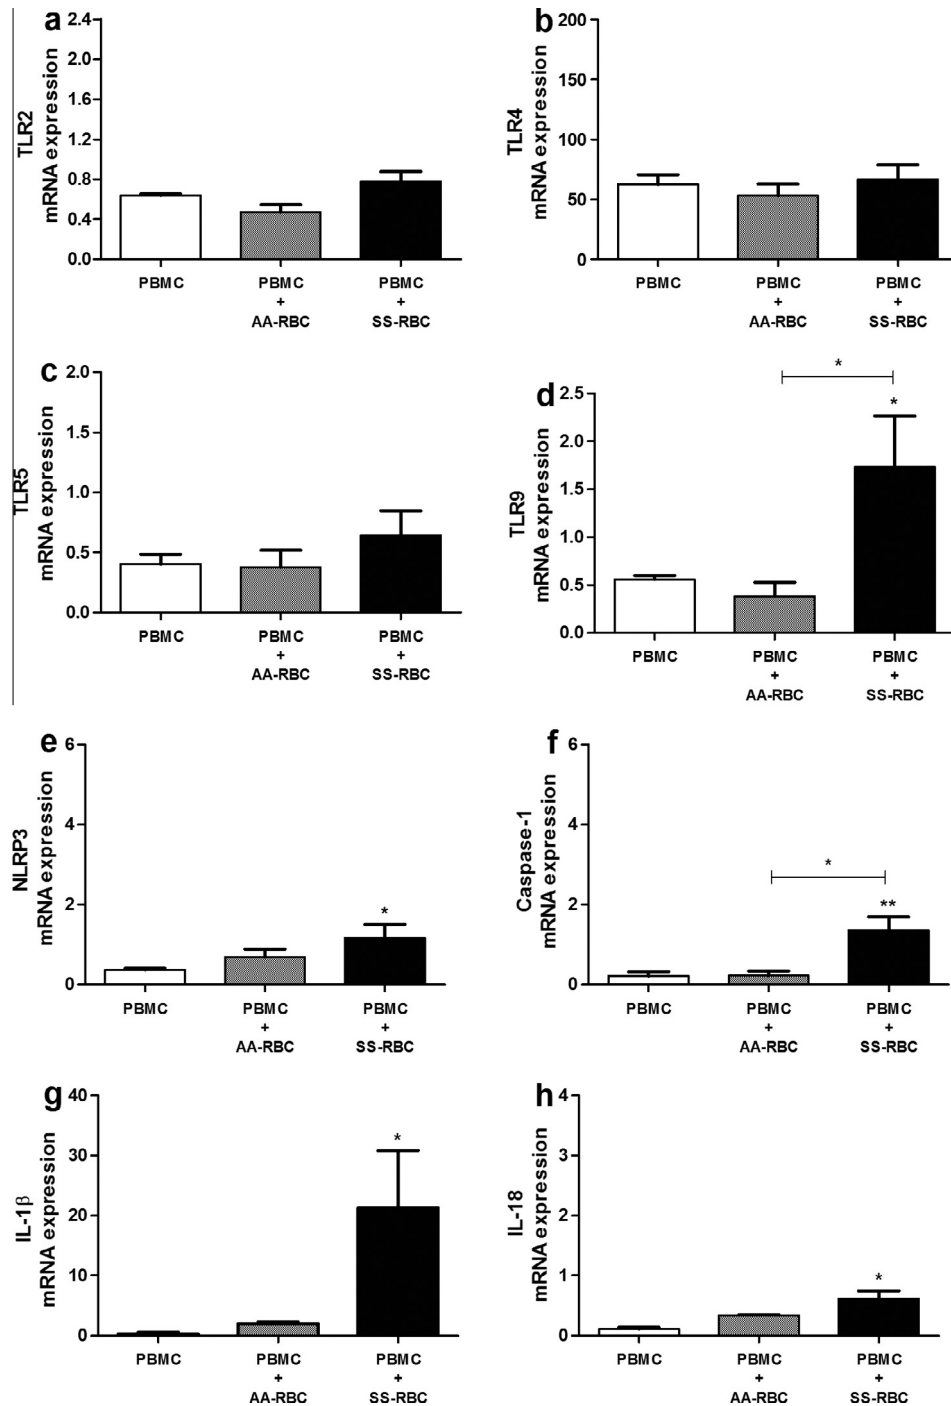 a
TLR2
mRNA expression
2.4
2.0
1.6
1.2
0.8
0.4
0.0
PBMC
PBMC
+
AA-RBC
PBMC
+
SS-RBC
b
TLR4
mRNA expression
200
150
100
50
0
PBMC
PBMC
+
AA-RBC
PBMC
+
SS-RBC
c
TLR5
mRNA expression
2.0
1.5
1.0
0.5
0.0
PBMC
PBMC
+
AA-RBC
PBMC
+
SS-RBC
d
TLR9
mRNA expression
2.5
2.0
1.5
1.0
0.5
0.0
*
*
PBMC
PBMC
+
AA-RBC
PBMC
+
SS-RBC
e
NLRP3
mRNA expression
6
4
2
0
*
PBMC
PBMC
+
AA-RBC
PBMC
+
SS-RBC
f
Caspase-1
mRNA expression
6
4
2
0
*
**
PBMC
PBMC
+
AA-RBC
PBMC
+
SS-RBC
g
IL-1β
mRNA expression
40
30
20
10
0
*
PBMC
PBMC
+
AA-RBC
PBMC
+
SS-RBC
h
IL-18
mRNA expression
4
3
2
1
0
*
PBMC
PBMC
+
AA-RBC
PBMC
+
SS-RBC